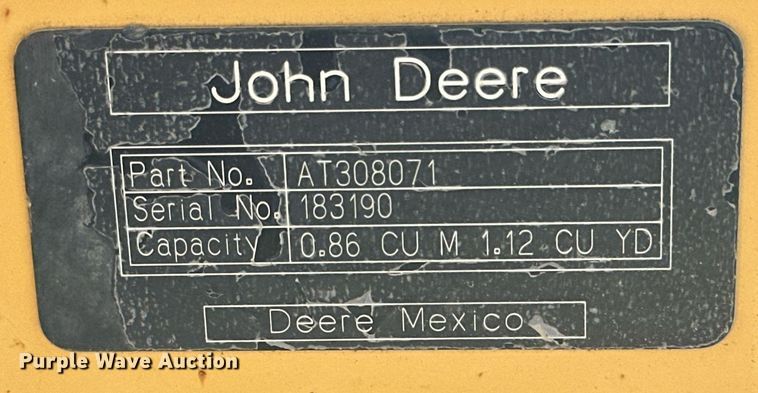 John Deere
Part No. AT308071
Serial No. 183190
Capacity 0.86 CU M 1.12 CU YD
Deere Mexico
Purple Wave Auction